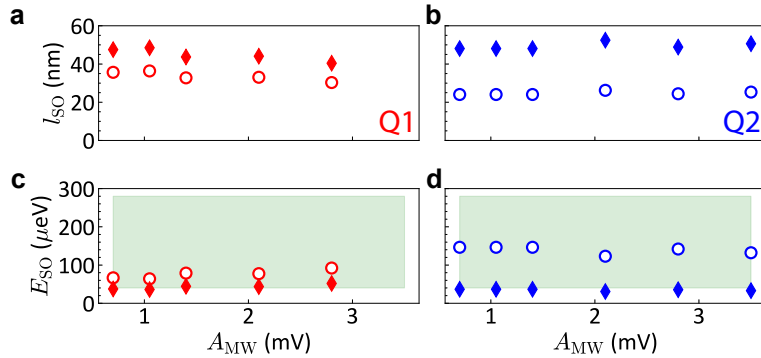 a
b
60
40
20
0
l_SO (nm)
Q1
Q2
c
d
300
200
100
0
E_SO (μeV)
1
2
3
1
2
3
A_MW (mV)
A_MW (mV)